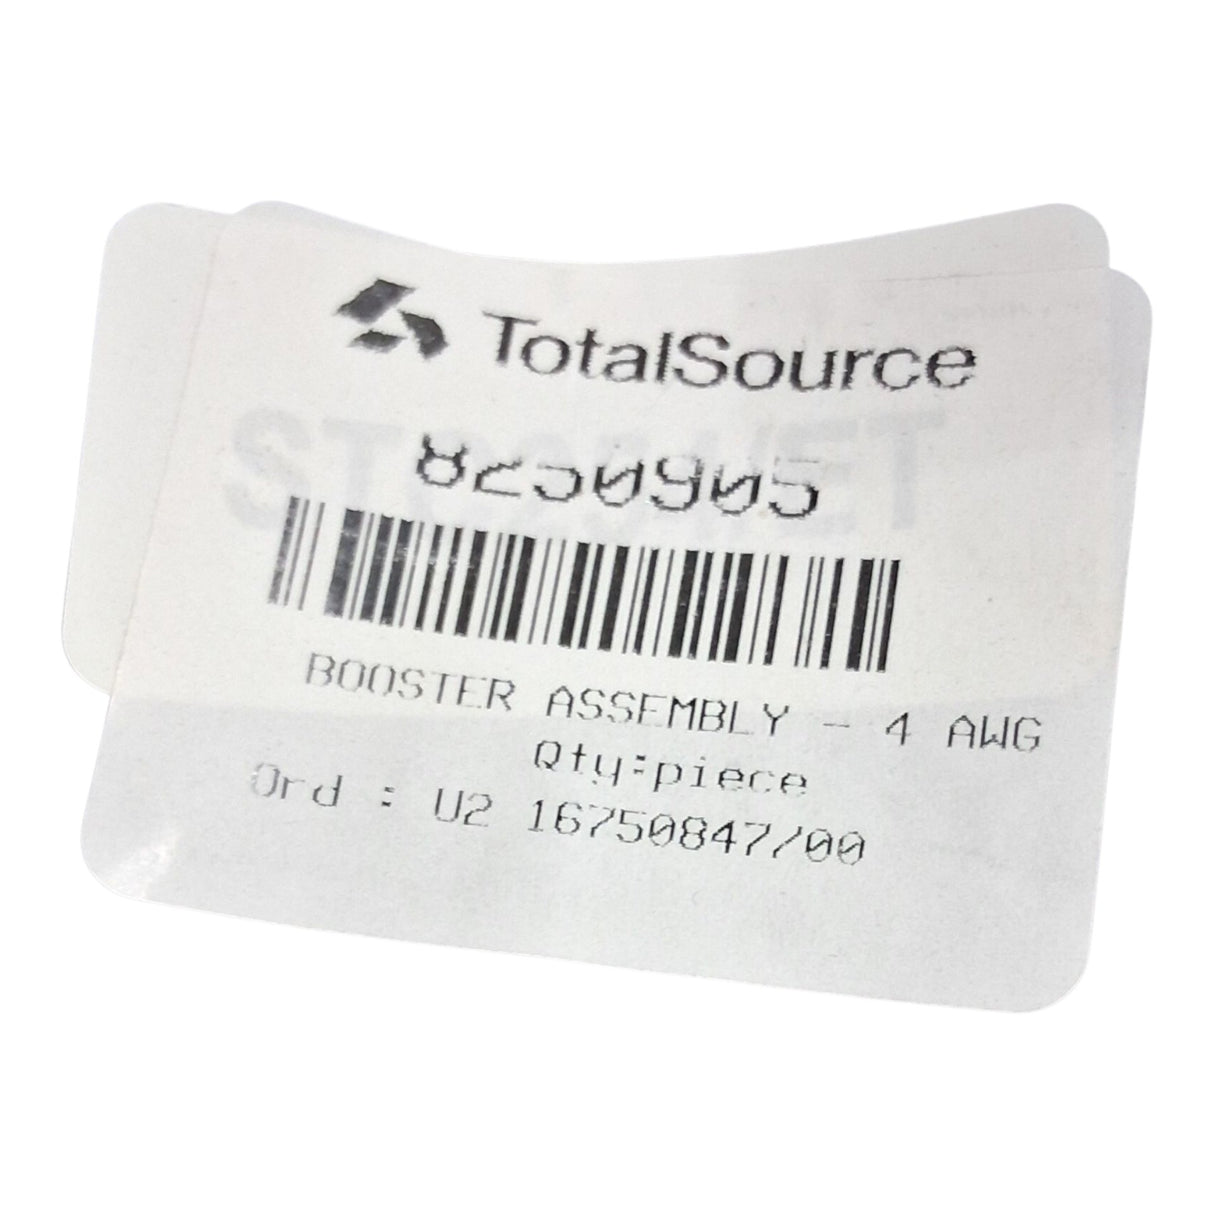 TotalSource
8250905
BOOSTER ASSEMBLY - 4 AWG
Qty:piece
Ord : U2 16750847/00